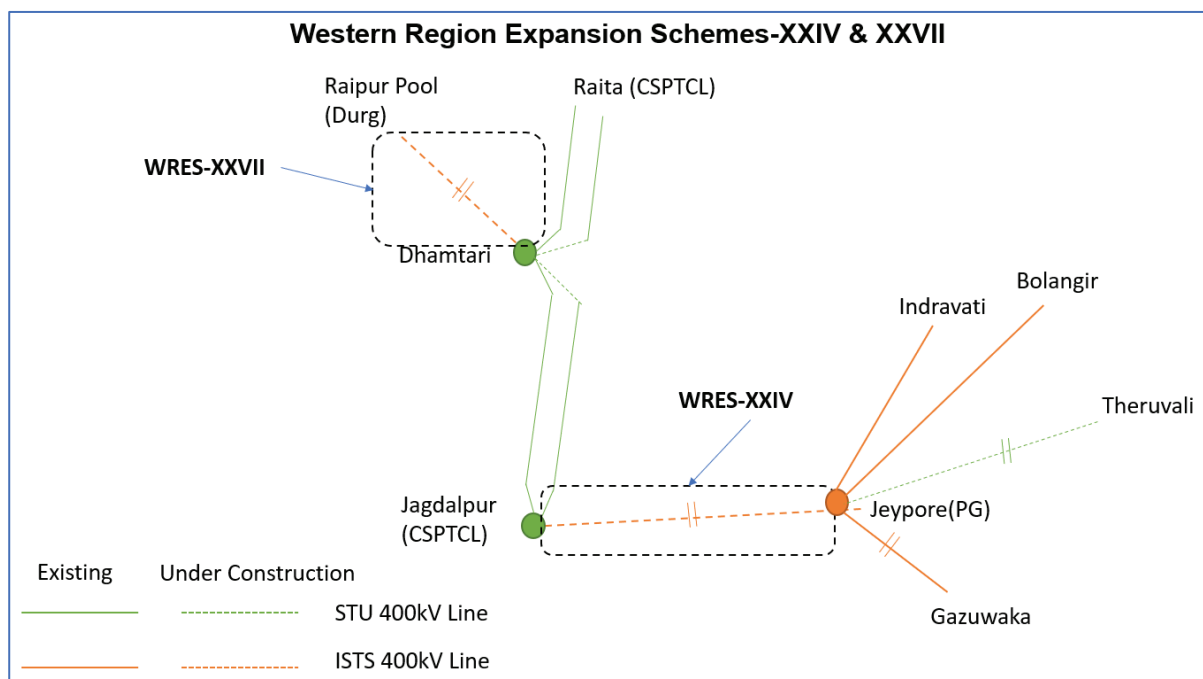 Western Region Expansion Schemes-XXIV & XXVII
Raipur Pool
(Durg)
Raita (CSPTCL)
WRES-XXVII
Dhamtari
Bolangir
Indravati
WRES-XXIV
Theruvali
Jagdalpur
(CSPTCL)
Jeypore(PG)
Gazuwaka
Existing
Under Construction
STU 400kV Line
ISTS 400kV Line